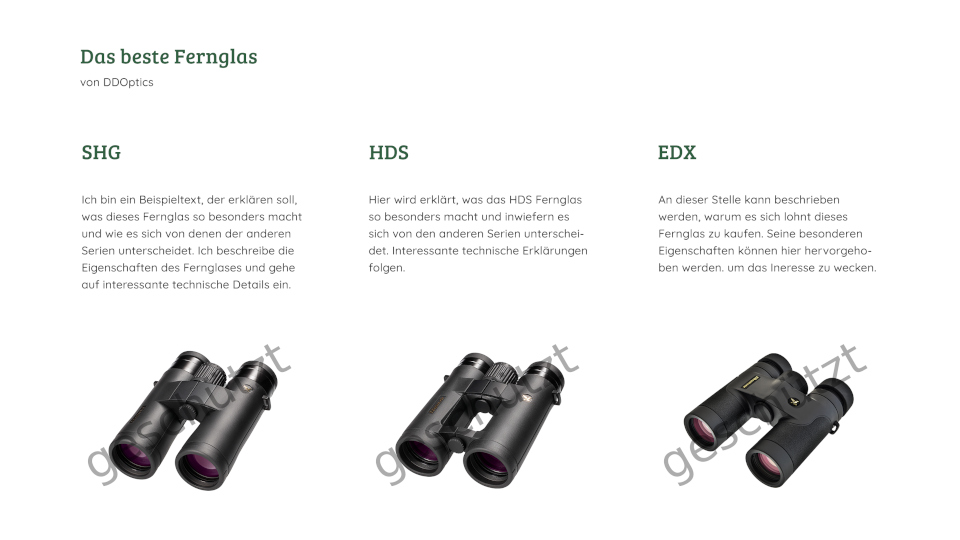 Das beste Fernglas
von DDOptics
SHG
Ich bin ein Beispieltext, der erklären soll,
was dieses Fernglas so besonders macht
und wie es sich von denen der anderen
Serien unterscheidet. Ich beschreibe die
Eigenschaften des Fernglases und gehe
auf interessante technische Details ein.
HDS
Hier wird erklärt, was das HDS Fernglas
so besonders macht und inwiefern es
sich von den anderen Serien unterschei-
det. Interessante technische Erklärungen
folgen.
EDX
An dieser Stelle kann beschrieben
werden, warum es sich lohnt dieses
Fernglas zu kaufen. Seine besonderen
Eigenschaften können hier hervorgeho-
ben werden. um das Ineresse zu wecken.
geschützt
geschützt
geschützt